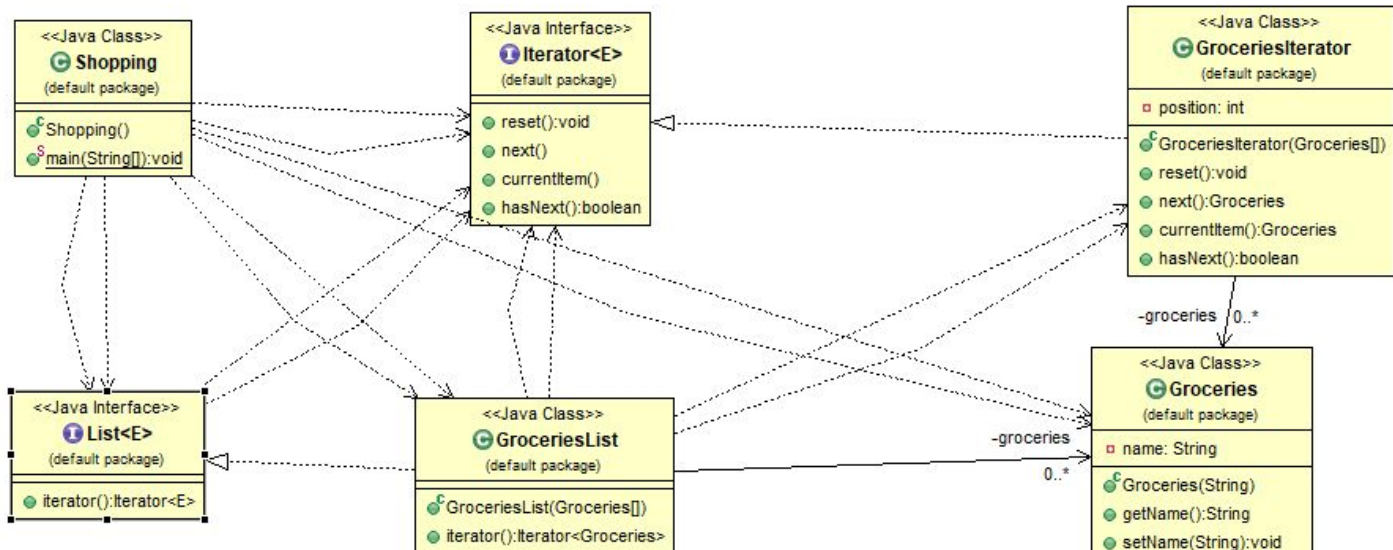 <<Java Class>>
Shopping
(default package)
Shopping()
main(String[]):void
<<Java Interface>>
Iterator<E>
(default package)
reset():void
next()
currentItem()
hasNext():boolean
<<Java Class>>
GroceriesIterator
(default package)
position: int
GroceriesIterator(Groceries[])
reset():void
next():Groceries
currentItem():Groceries
hasNext():boolean
-groceries 0..*
<<Java Interface>>
List<E>
(default package)
iterator():Iterator<E>
<<Java Class>>
GroceriesList
(default package)
GroceriesList(Groceries[])
iterator():Iterator<Groceries>
-groceries
0..*
<<Java Class>>
Groceries
(default package)
name: String
Groceries(String)
getName():String
setName(String):void